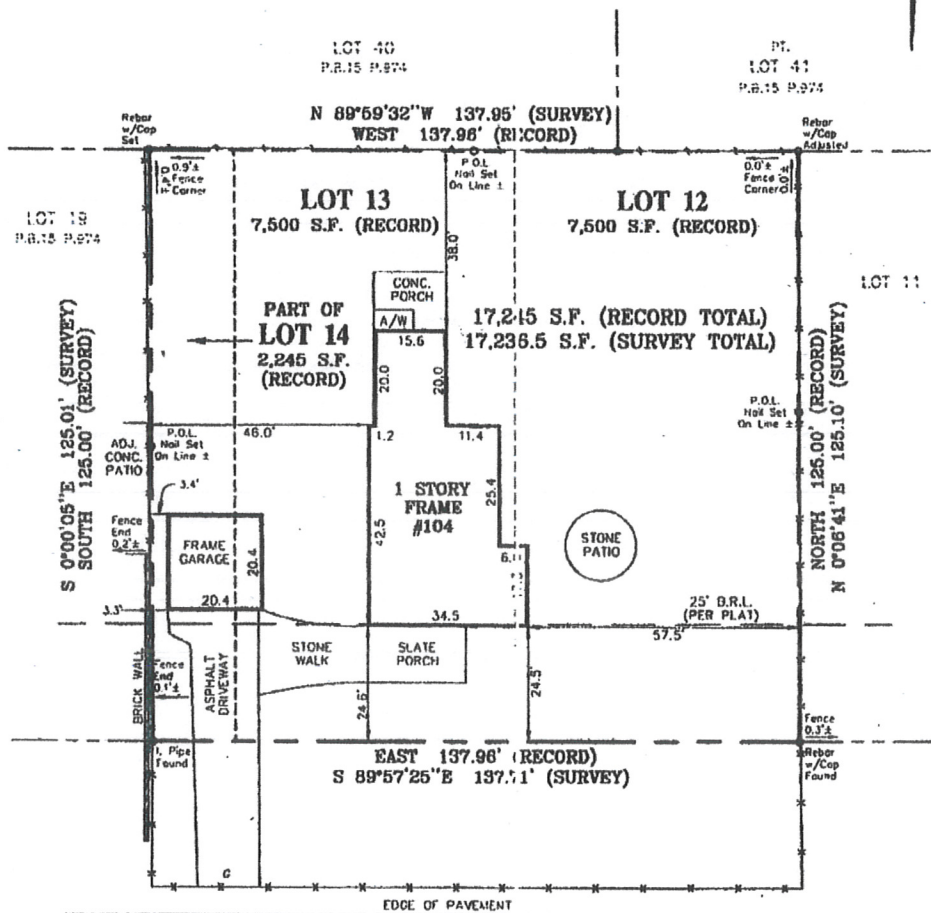 LOT 40
P.B.15 P.974
PT.
LOT 41
P.B.15 P.974
N 89°59'32"W 137.95' (SURVEY)
WEST 137.96' (RECORD)
Rebar
w/Cap
Set
Rebar
w/Cap
Adjusted
0.9'±
Fence
Corner
P.O.L.
Nail Set
On Line ±
0.0'±
Fence
Corner
LOT 19
P.B.15 P.974
LOT 13
7,500 S.F. (RECORD)
LOT 12
7,500 S.F. (RECORD)
38.0'
LOT 11
CONC.
PORCH
A/W
15.6
PART OF
LOT 14
2,245 S.F.
(RECORD)
17,245 S.F. (RECORD TOTAL)
17,236.5 S.F. (SURVEY TOTAL)
S 0°00'05"E 125.01' (SURVEY)
SOUTH 125.00' (RECORD)
NORTH 125.00' (RECORD)
N 0°06'41"E 125.10' (SURVEY)
20.0
20.0
P.O.L.
Nail Set
On Line ±
46.0'
1.2
11.4
ADJ.
CONC.
PATIO
P.O.L.
Nail Set
On Line ±
3.4'
1 STORY
FRAME
#104
25.4
42.5
Fence
End
0.2'±
FRAME
GARAGE
20.4
20.4
STONE
PATIO
3.3'
34.5
25' B.R.L.
(PER PLAT)
57.5'
BRICK WALL
Fence
End
0.1'±
ASPHALT
DRIVEWAY
STONE
WALK
SLATE
PORCH
24.6'
24.5'
Fence
0.3'±
I. Pipe
Found
EAST 137.96' (RECORD)
S 89°57'25"E (SURVEY)
Rebar
w/Cap
Found
G
EDGE OF PAVEMENT